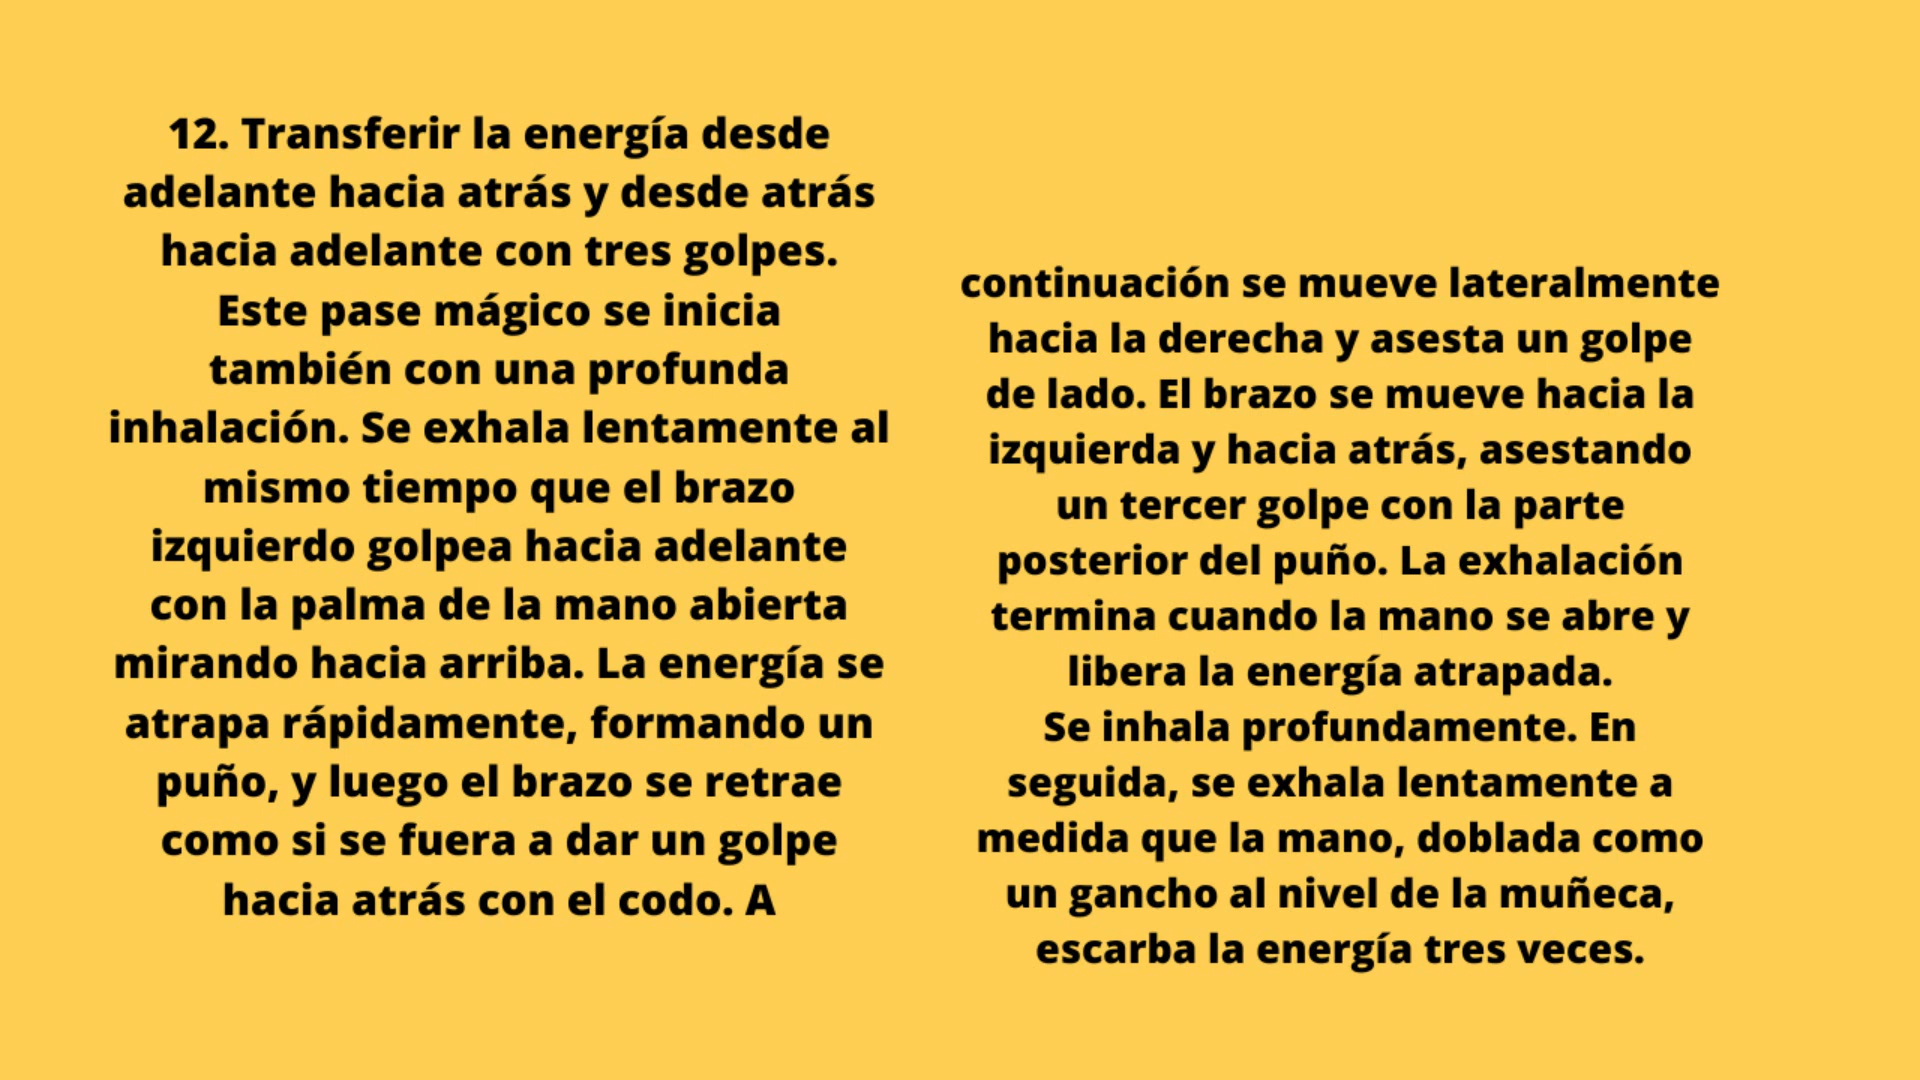 12. Transferir la energía desde
adelante hacia atrás y desde atrás
hacia adelante con tres golpes.
Este pase mágico se inicia
también con una profunda
inhalación. Se exhala lentamente al
mismo tiempo que el brazo
izquierdo golpea hacia adelante
con la palma de la mano abierta
mirando hacia arriba. La energía se
atrapa rápidamente, formando un
puño, y luego el brazo se retrae
como si se fuera a dar un golpe
hacia atrás con el codo. A
continuación se mueve lateralmente
hacia la derecha y asesta un golpe
de lado. El brazo se mueve hacia la
izquierda y hacia atrás, asestando
un tercer golpe con la parte
posterior del puño. La exhalación
termina cuando la mano se abre y
libera la energía atrapada.
Se inhala profundamente. En
seguida, se exhala lentamente a
medida que la mano, doblada como
un gancho al nivel de la muñeca,
escarba la energía tres veces.